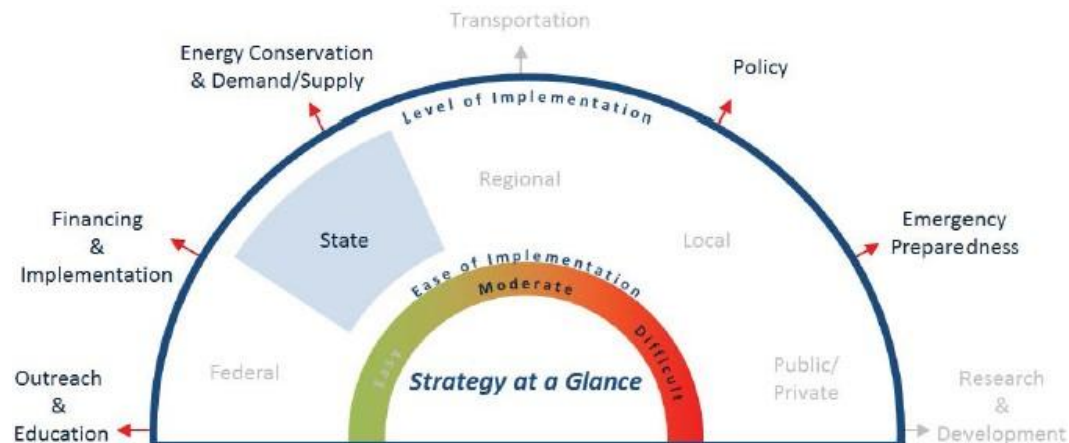 Transportation
Energy Conservation
& Demand/Supply
Policy
Level of Implementation
Regional
Financing
&
Implementation
State
Local
Emergency
Preparedness
Ease of Implementation
Moderate
Easy
Difficult
Outreach
&
Education
Federal
Strategy at a Glance
Public/
Private
Research
&
Development